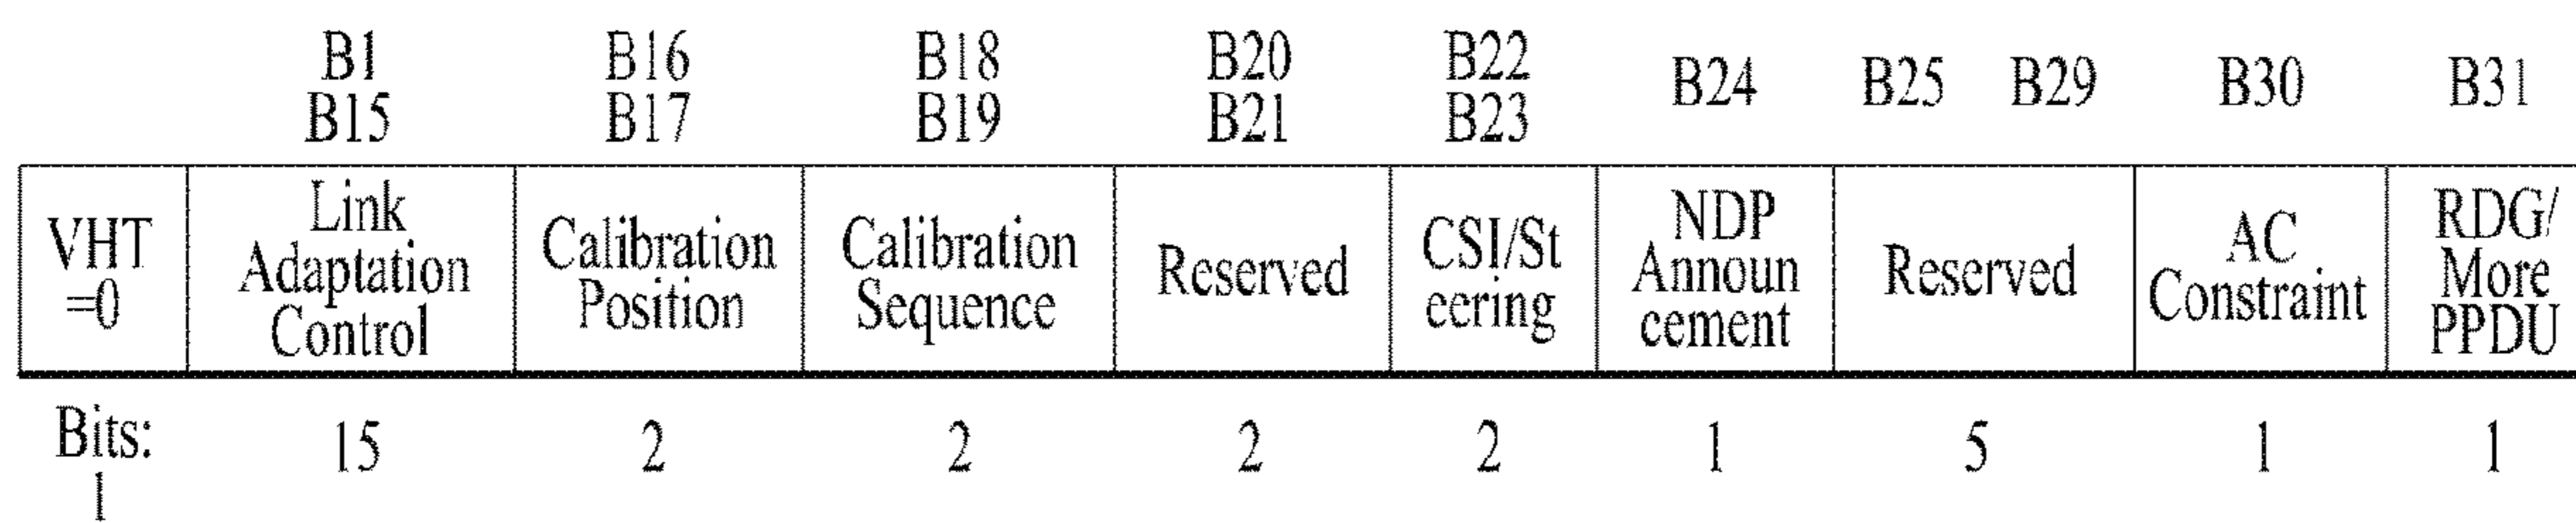 B1 B16 B18 B20 B22 B24 B25 B29 B30 B31
B15 B17 B19 B21 B23
VHT
=0
Link
Adaptation
Control
Calibration
Position
Calibration
Sequence
Reserved
CSI/St
eering
NDP
Announ
cement
Reserved
AC
Constraint
RDG/
More
PPDU
Bits: 15 2 2 2 2 1 5 1 1
1